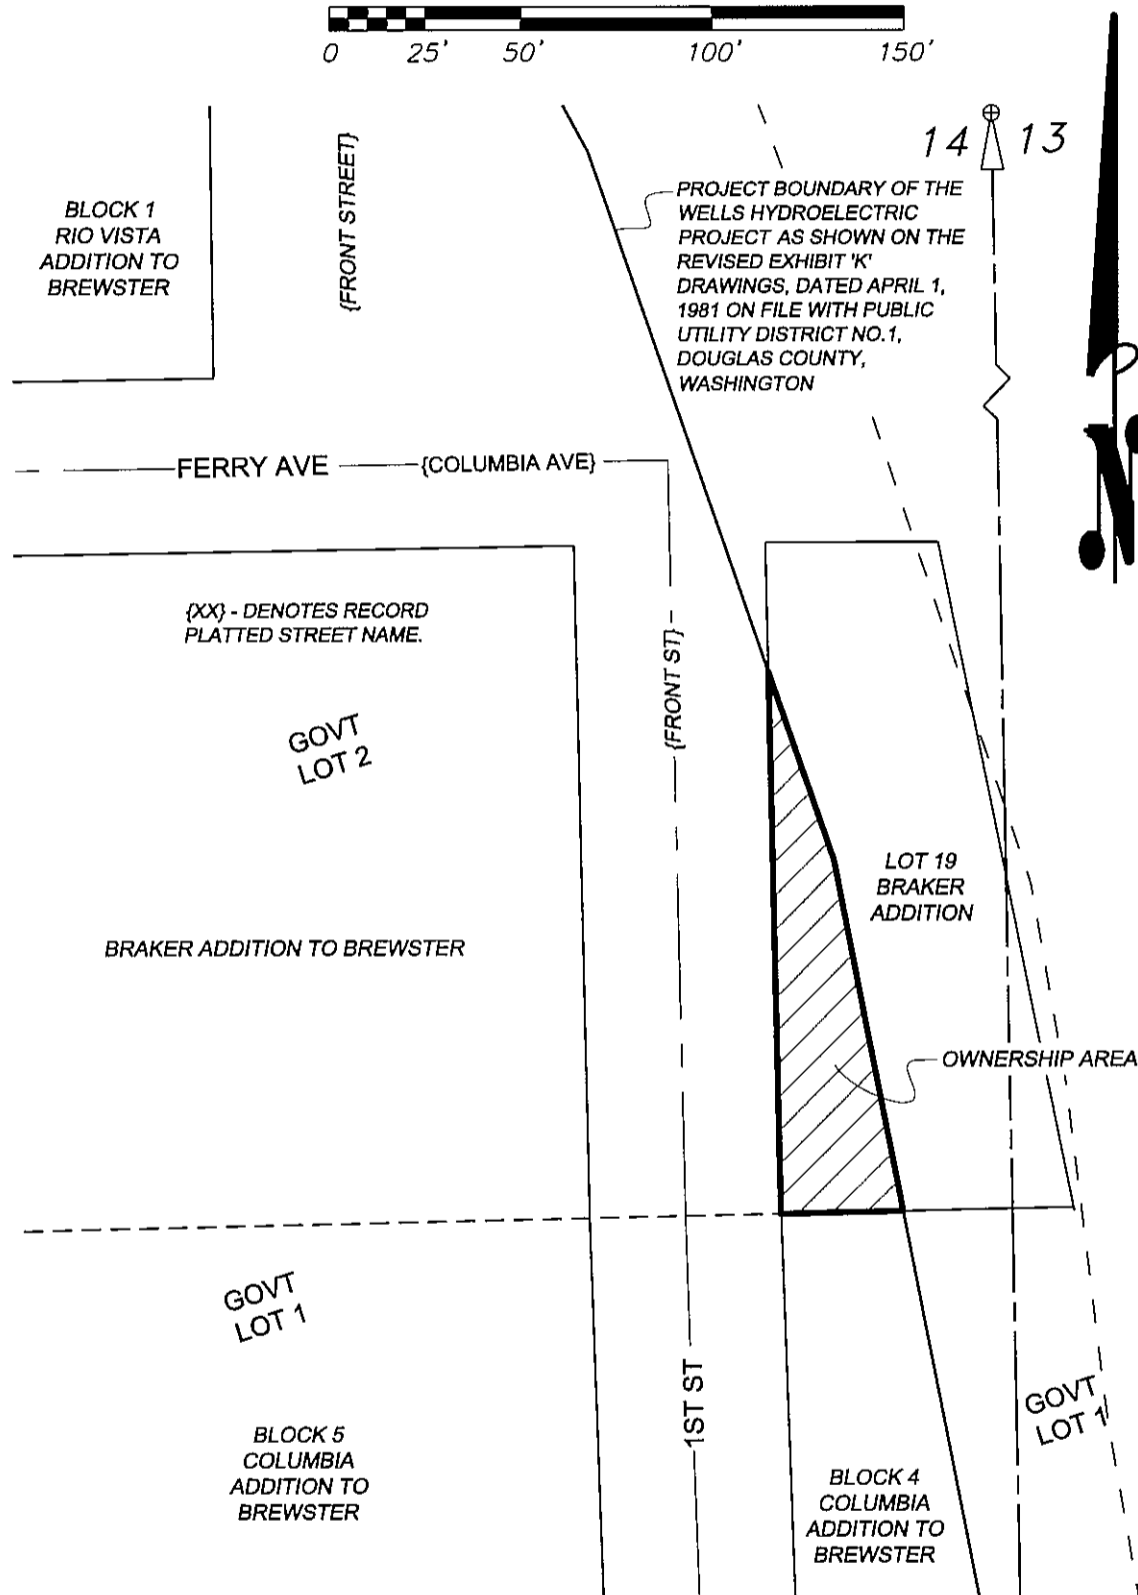 0 25' 50' 100' 150'
14 13
{FRONT STREET}
BLOCK 1
RIO VISTA
ADDITION TO
BREWSTER
PROJECT BOUNDARY OF THE
WELLS HYDROELECTRIC
PROJECT AS SHOWN ON THE
REVISED EXHIBIT 'K'
DRAWINGS, DATED APRIL 1,
1981 ON FILE WITH PUBLIC
UTILITY DISTRICT NO.1,
DOUGLAS COUNTY,
WASHINGTON
N
FERRY AVE {COLUMBIA AVE}
{XX} - DENOTES RECORD
PLATTED STREET NAME.
{FRONT ST}
GOVT
LOT 2
LOT 19
BRAKER
ADDITION
BRAKER ADDITION TO BREWSTER
OWNERSHIP AREA
GOVT
LOT 1
1ST ST
GOVT
LOT 1
BLOCK 5
COLUMBIA
ADDITION TO
BREWSTER
BLOCK 4
COLUMBIA
ADDITION TO
BREWSTER